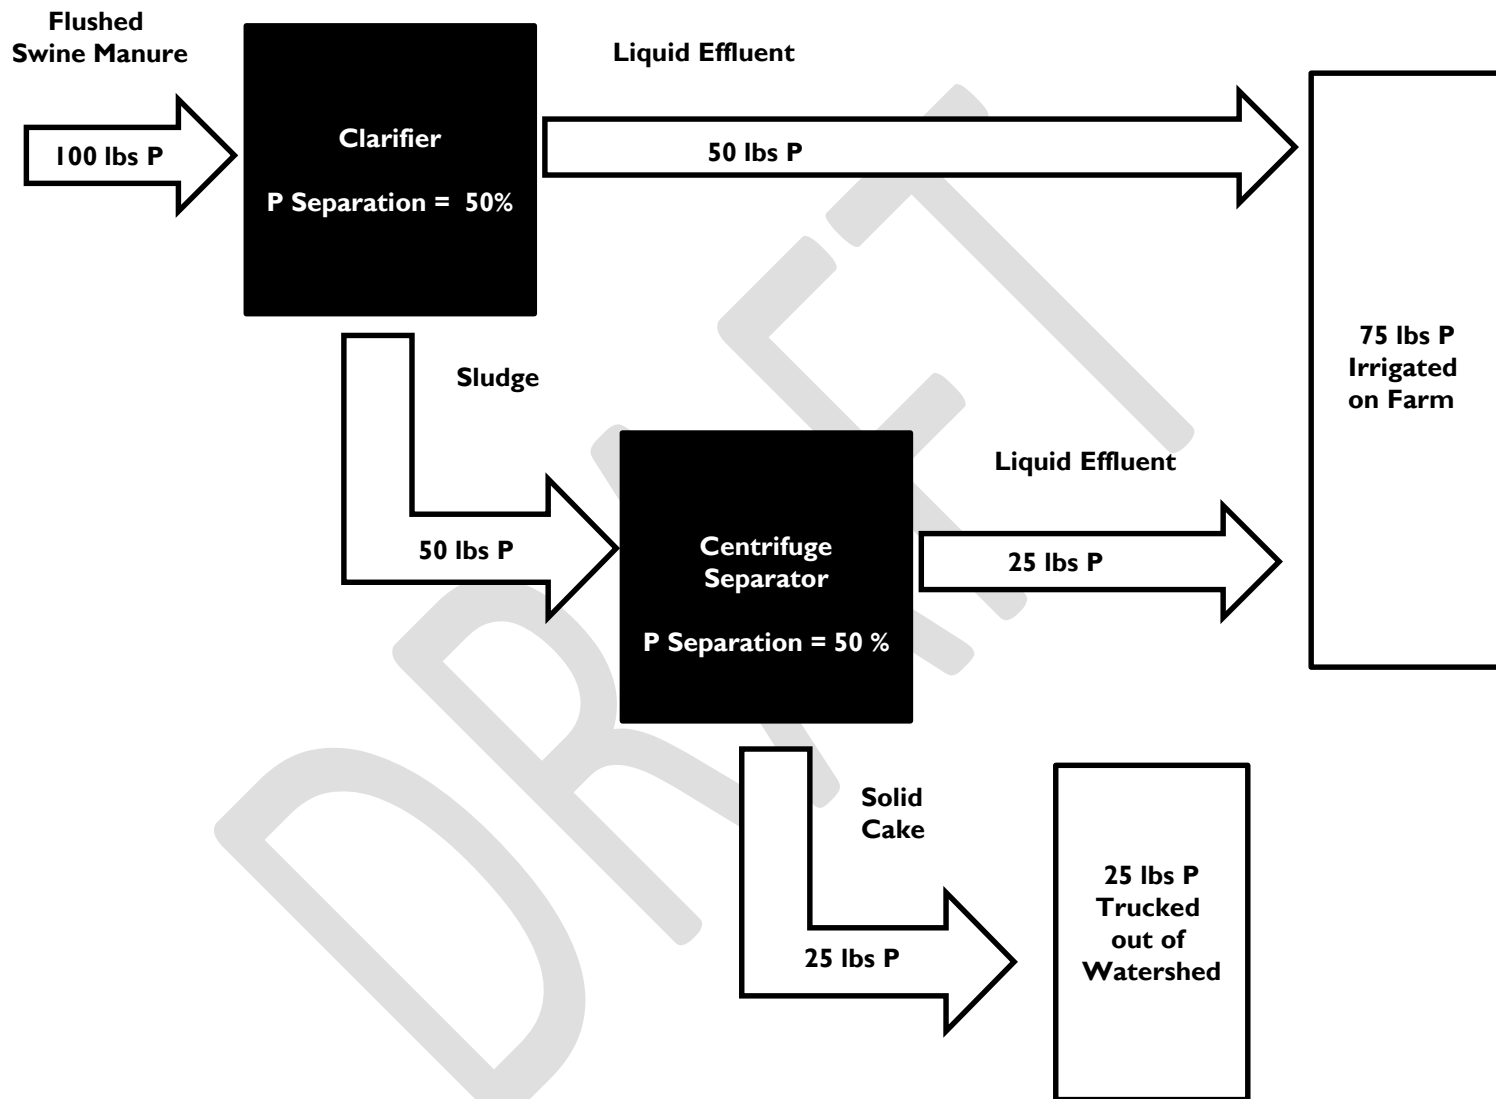 Flushed
Swine Manure
100 lbs P
Clarifier
P Separation = 50%
Liquid Effluent
50 lbs P
75 lbs P
Irrigated
on Farm
Sludge
50 lbs P
Centrifuge
Separator
P Separation = 50 %
Liquid Effluent
25 lbs P
Solid
Cake
25 lbs P
25 lbs P
Trucked
out of
Watershed
DRAFT